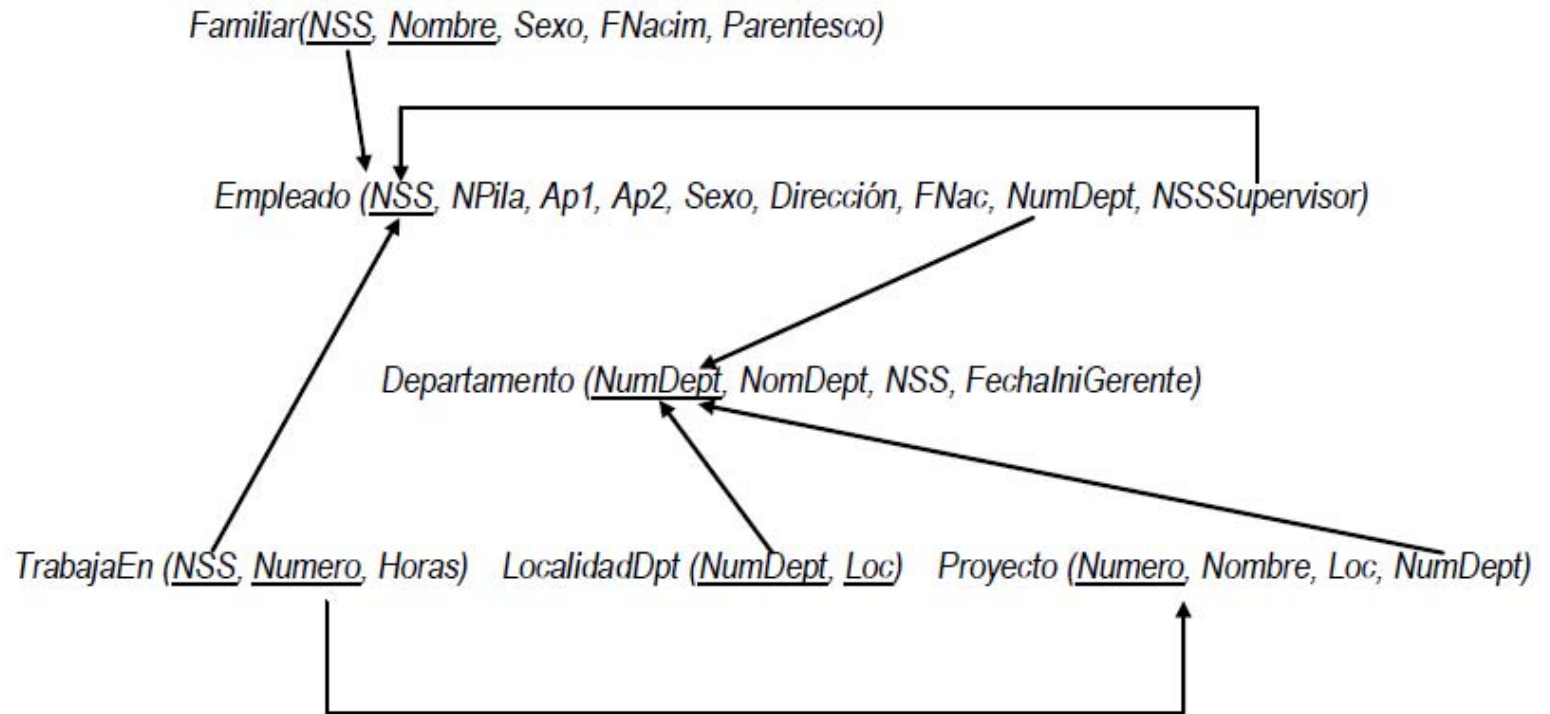 Familiar(NSS, Nombre, Sexo, FNacim, Parentesco)
Empleado (NSS, NPila, Ap1, Ap2, Sexo, Dirección, FNac, NumDept, NSSSupervisor)
Departamento (NumDept, NomDept, NSS, FechaIniGerente)
TrabajaEn (NSS, Numero, Horas) LocalidadDpt (NumDept, Loc) Proyecto (Numero, Nombre, Loc, NumDept)